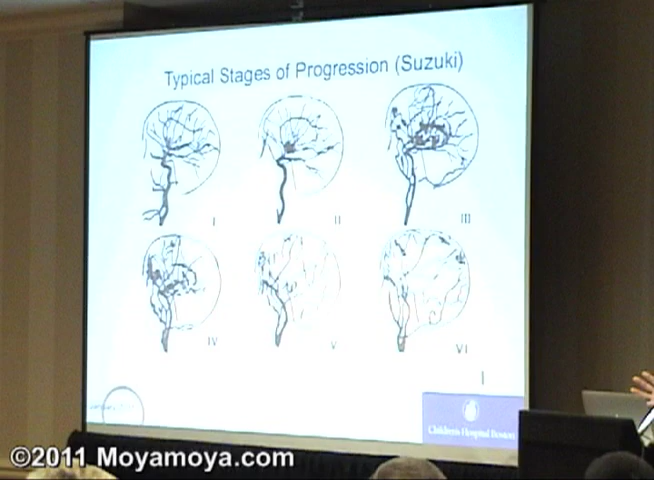 Typical Stages of Progression (Suzuki)
I
II
III
IV
V
VI
Children's Hospital Boston
©2011 Moyamoya.com